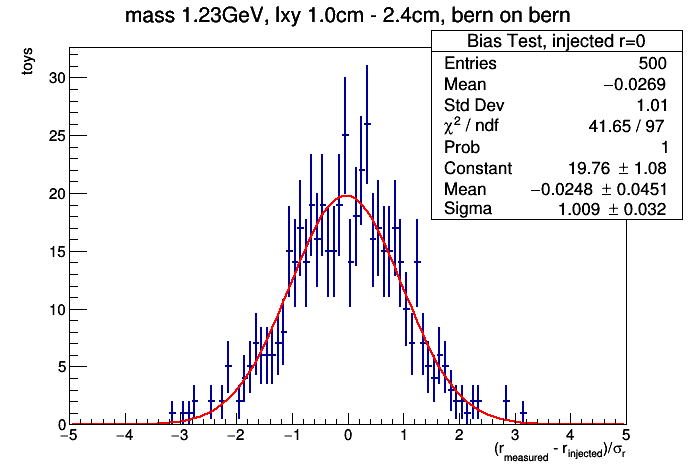 mass 1.23GeV, lxy 1.0cm - 2.4cm, bern on bern
Bias Test, injected r=0
Entries 500
Mean −0.0269
Std Dev 1.01
χ² / ndf 41.65 / 97
Prob 1
Constant 19.76 ± 1.08
Mean −0.0248 ± 0.0451
Sigma 1.009 ± 0.032
toys
30
25
20
15
10
5
0
−5 −4 −3 −2 −1 0 1 2 3 4 5
(r_measured - r_injected)/σ_r